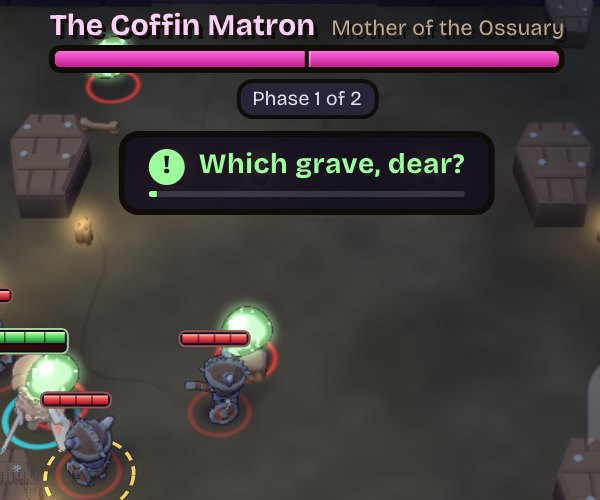 The Coffin Matron Mother of the Ossuary
Phase 1 of 2
! Which grave, dear?